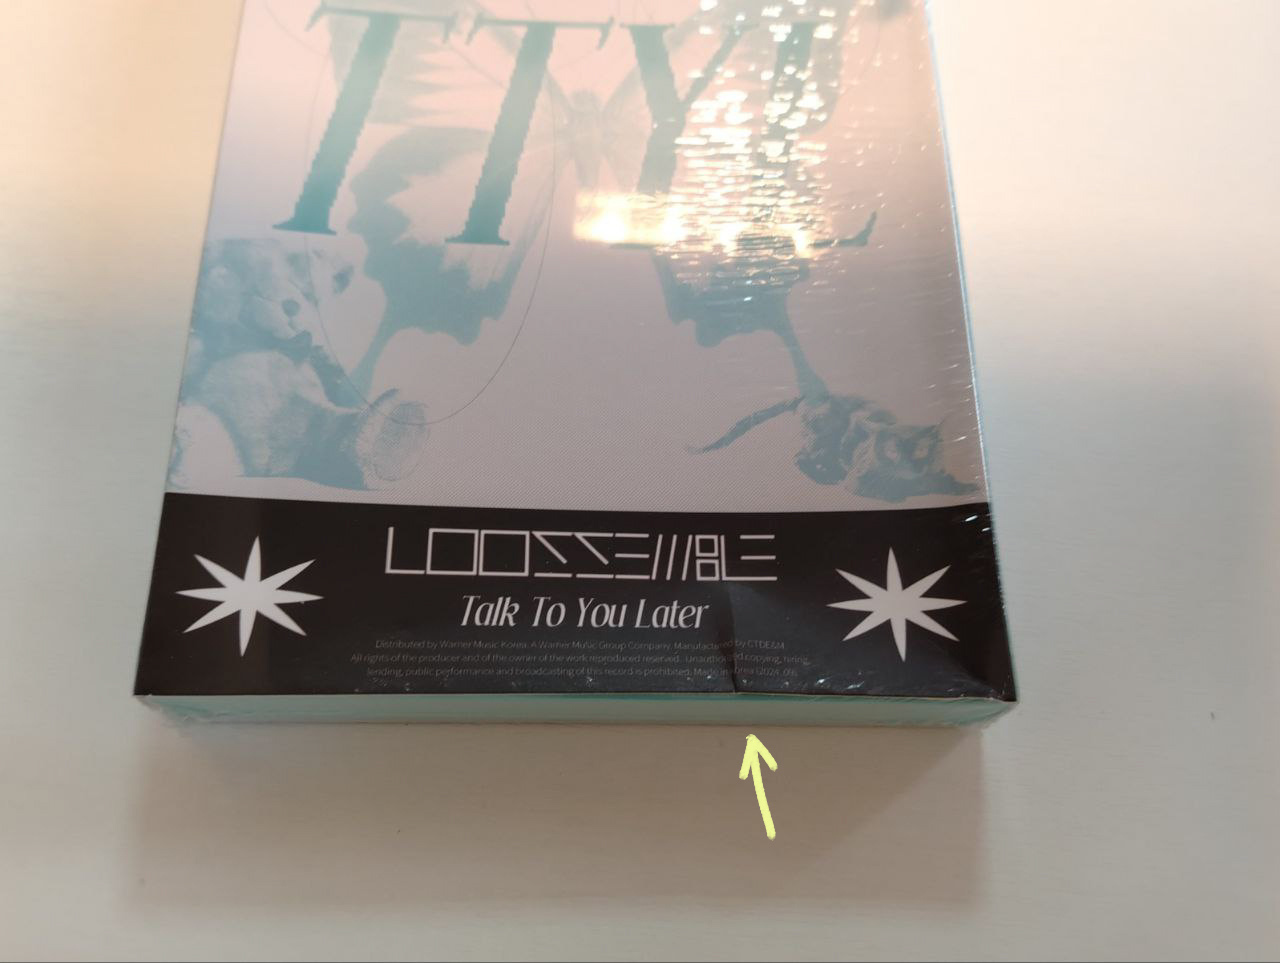 TTYL
LOOSSEMBLE
Talk To You Later
Distributed by Warner Music Korea. A Warner Music Group Company. Manufactured by CTDENM
All rights of the producer and of the owner of the work reproduced reserved. Unauthorized copying, hiring,
lending, public performance and broadcasting of this record is prohibited. Made in Korea (2024. 09)